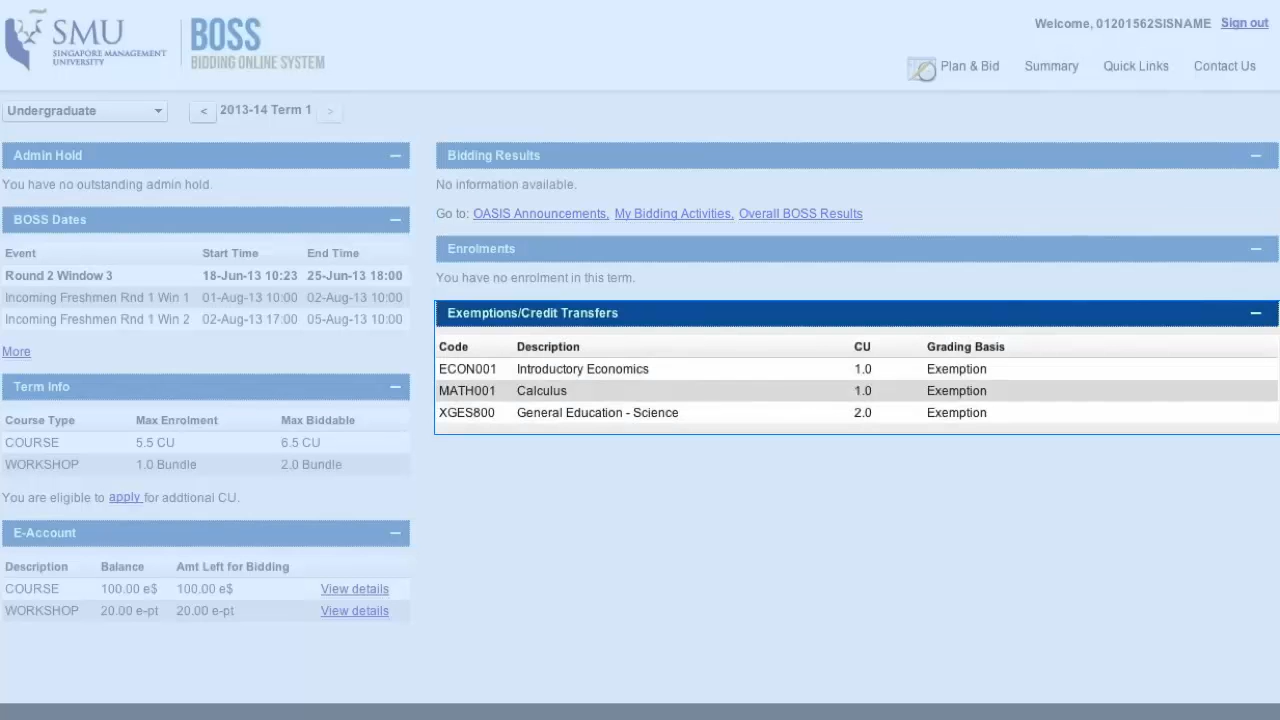 SMU
SINGAPORE MANAGEMENT
UNIVERSITY
BOSS
BIDDING ONLINE SYSTEM
Welcome, 01201562SISNAME Sign out
Plan & Bid Summary Quick Links Contact Us
Undergraduate < 2013-14 Term 1 >
Admin Hold
You have no outstanding admin hold.
BOSS Dates
Event Start Time End Time
Round 2 Window 3 18-Jun-13 10:23 25-Jun-13 18:00
Incoming Freshmen Rnd 1 Win 1 01-Aug-13 10:00 02-Aug-13 10:00
Incoming Freshmen Rnd 1 Win 2 02-Aug-13 17:00 05-Aug-13 10:00
More
Term Info
Course Type Max Enrolment Max Biddable
COURSE 5.5 CU 6.5 CU
WORKSHOP 1.0 Bundle 2.0 Bundle
You are eligible to apply for addtional CU.
E-Account
Description Balance Amt Left for Bidding
COURSE 100.00 e$ 100.00 e$ View details
WORKSHOP 20.00 e-pt 20.00 e-pt View details
Bidding Results
No information available.
Go to: OASIS Announcements, My Bidding Activities, Overall BOSS Results
Enrolments
You have no enrolment in this term.
Exemptions/Credit Transfers
Code Description CU Grading Basis
ECON001 Introductory Economics 1.0 Exemption
MATH001 Calculus 1.0 Exemption
XGES800 General Education - Science 2.0 Exemption